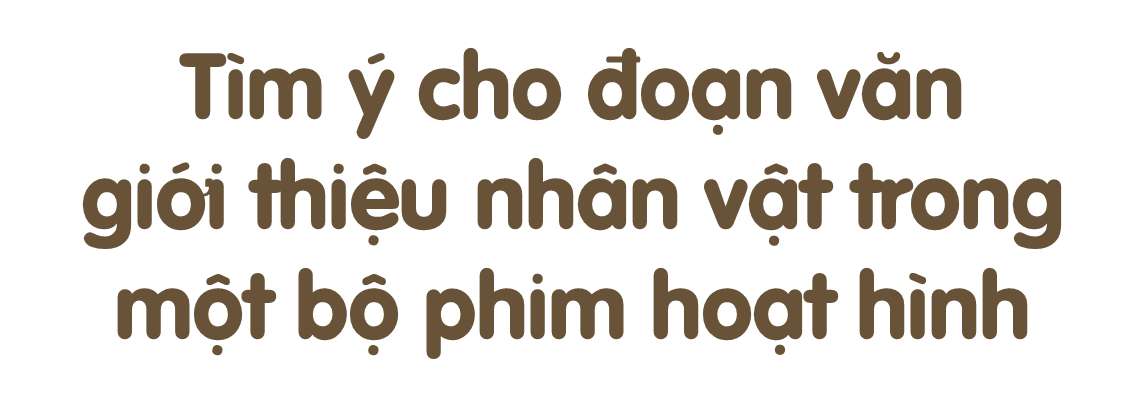 Tìm ý cho đoạn văn
giới thiệu nhân vật trong
một bộ phim hoạt hình